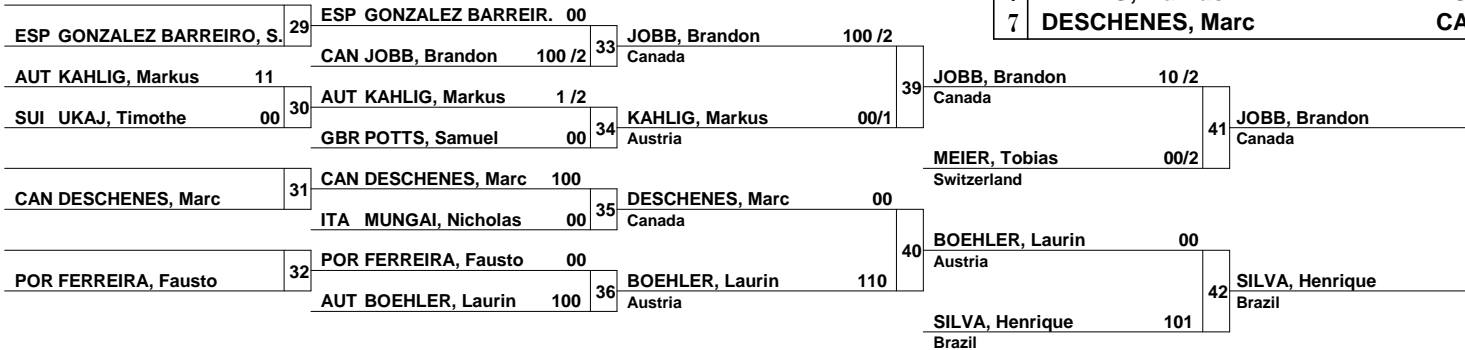 ESP GONZALEZ BARREIRO, S.
29
ESP GONZALEZ BARREIR. 00
CAN JOBB, Brandon 100 /2
33
JOBB, Brandon 100 /2
Canada
7 DESCHENES, Marc CA
AUT KAHLIG, Markus 11
SUI UKAJ, Timothe 00
30
AUT KAHLIG, Markus 1 /2
GBR POTTS, Samuel 00
34
KAHLIG, Markus 00/1
Austria
39
JOBB, Brandon 10 /2
Canada
MEIER, Tobias 00/2
Switzerland
41
JOBB, Brandon
Canada
CAN DESCHENES, Marc
31
CAN DESCHENES, Marc 100
ITA MUNGAI, Nicholas 00
35
DESCHENES, Marc 00
Canada
POR FERREIRA, Fausto
32
POR FERREIRA, Fausto 00
AUT BOEHLER, Laurin 100
36
BOEHLER, Laurin 110
Austria
40
BOEHLER, Laurin 00
Austria
SILVA, Henrique 101
Brazil
42
SILVA, Henrique
Brazil